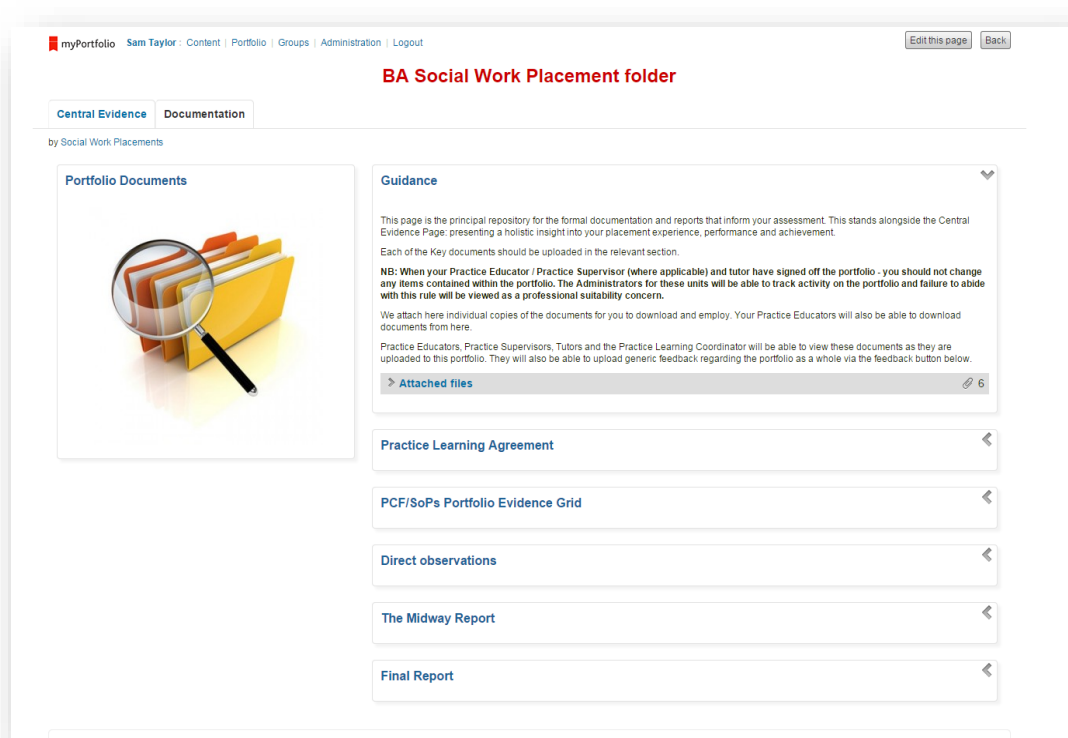 myPortfolio Sam Taylor : Content | Portfolio | Groups | Administration | Logout
Edit this page Back
BA Social Work Placement folder
Central Evidence Documentation
by Social Work Placements
Portfolio Documents
Guidance
This page is the principal repository for the formal documentation and reports that inform your assessment. This stands alongside the Central
Evidence Page: presenting a holistic insight into your placement experience, performance and achievement.
Each of the Key documents should be uploaded in the relevant section.
NB: When your Practice Educator / Practice Supervisor (where applicable) and tutor have signed off the portfolio - you should not change
any items contained within the portfolio. The Administrators for these units will be able to track activity on the portfolio and failure to abide
with this rule will be viewed as a professional suitability concern.
We attach here individual copies of the documents for you to download and employ. Your Practice Educators will also be able to download
documents from here.
Practice Educators, Practice Supervisors, Tutors and the Practice Learning Coordinator will be able to view these documents as they are
uploaded to this portfolio. They will also be able to upload generic feedback regarding the portfolio as a whole via the feedback button below.
Attached files 6
Practice Learning Agreement
PCF/SoPs Portfolio Evidence Grid
Direct observations
The Midway Report
Final Report